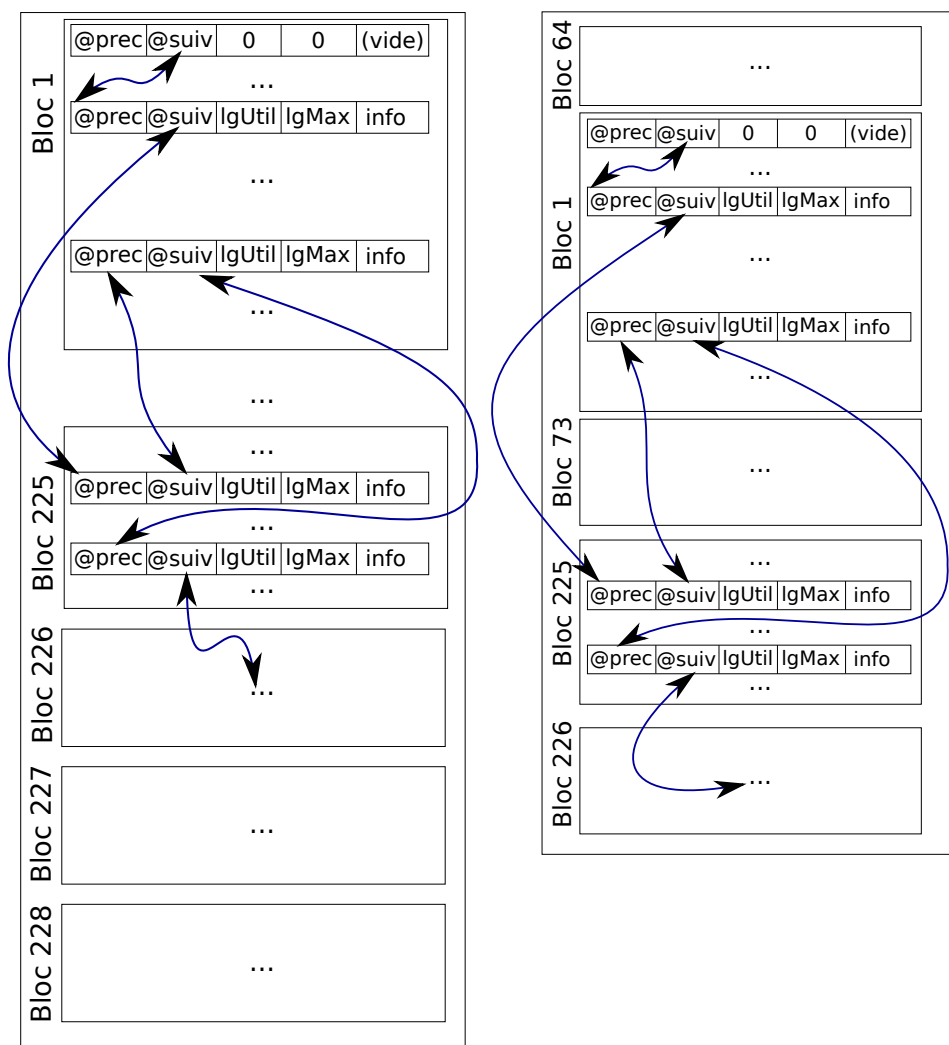 Bloc 1
@prec @suiv 0 0 (vide)
...
@prec @suiv lgUtil lgMax info
...
@prec @suiv lgUtil lgMax info
...
...
Bloc 225
...
@prec @suiv lgUtil lgMax info
...
@prec @suiv lgUtil lgMax info
...
Bloc 226
...
Bloc 227
...
Bloc 228
...
Bloc 64
...
Bloc 1
@prec @suiv 0 0 (vide)
...
@prec @suiv lgUtil lgMax info
...
@prec @suiv lgUtil lgMax info
...
Bloc 73
...
Bloc 225
...
@prec @suiv lgUtil lgMax info
...
@prec @suiv lgUtil lgMax info
...
Bloc 226
...